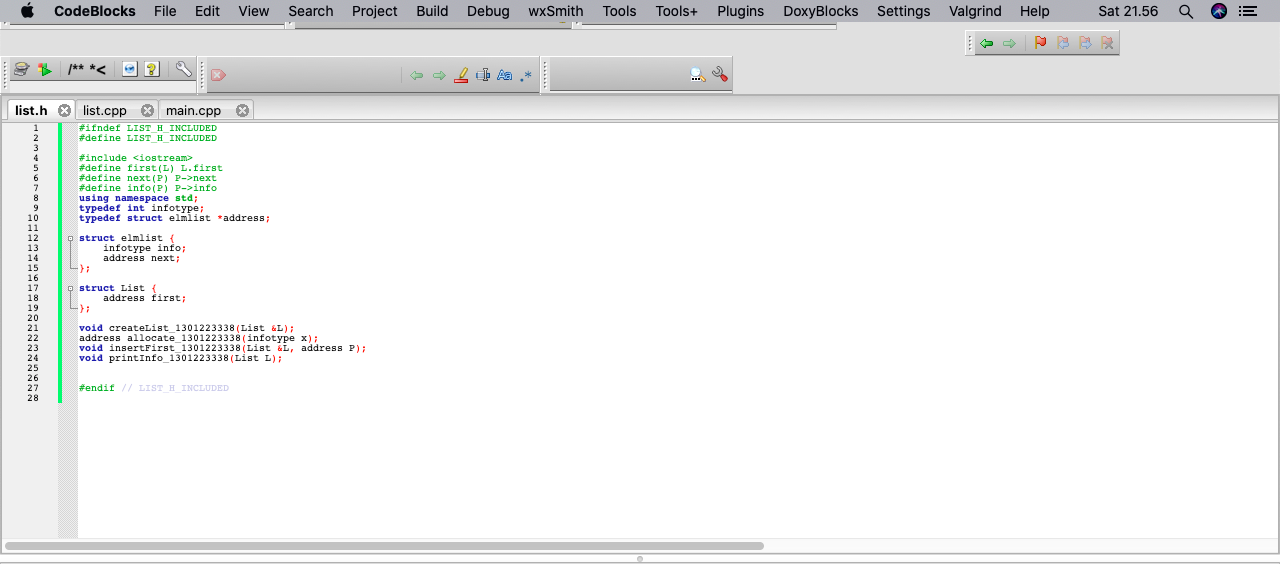 CodeBlocks File Edit View Search Project Build Debug wxSmith Tools Tools+ Plugins DoxyBlocks Settings Valgrind Help Sat 21.56
/** *< Aa .*
list.h list.cpp main.cpp
1 #ifndef LIST_H_INCLUDED
2 #define LIST_H_INCLUDED
3
4 #include <iostream>
5 #define first(L) L.first
6 #define next(P) P->next
7 #define info(P) P->info
8 using namespace std;
9 typedef int infotype;
10 typedef struct elmlist *address;
11
12 struct elmlist {
13 infotype info;
14 address next;
15 };
16
17 struct List {
18 address first;
19 };
20
21 void createList_1301223338(List &L);
22 address allocate_1301223338(infotype x);
23 void insertFirst_1301223338(List &L, address P);
24 void printInfo_1301223338(List L);
25
26
27 #endif // LIST_H_INCLUDED
28